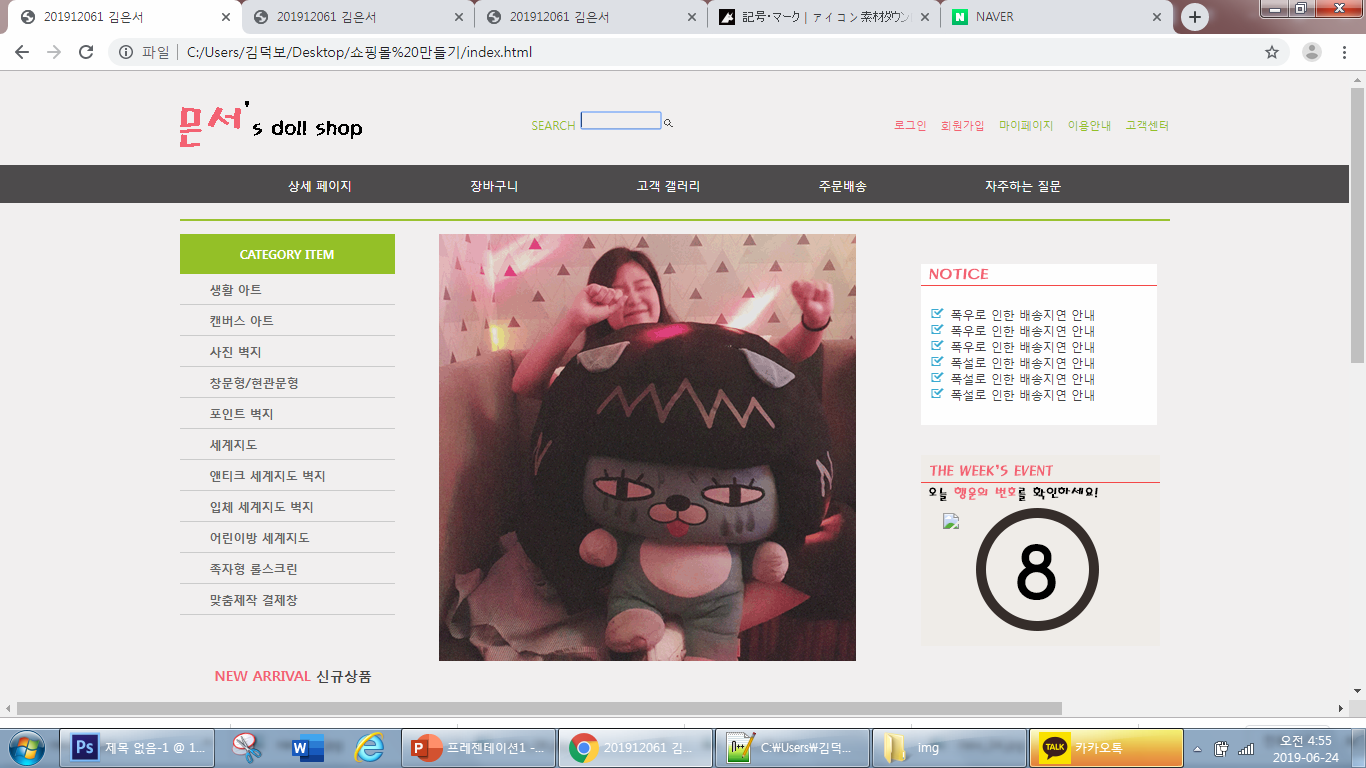 201912061 김은서
201912061 김은서
201912061 김은서
記号・マーク | アイコン素材ダウンロ
NAVER
파일 | C:/Users/김덕보/Desktop/쇼핑몰%20만들기/index.html
문서's doll shop
SEARCH
로그인 회원가입 마이페이지 이용안내 고객센터
상세 페이지 장바구니 고객 갤러리 주문배송 자주하는 질문
CATEGORY ITEM
생활 아트
캔버스 아트
사진 벽지
창문형/현관문형
포인트 벽지
세계지도
앤티크 세계지도 벽지
입체 세계지도 벽지
어린이방 세계지도
족자형 롤스크린
맞춤제작 결제창
NOTICE
폭우로 인한 배송지연 안내
폭우로 인한 배송지연 안내
폭우로 인한 배송지연 안내
폭설로 인한 배송지연 안내
폭설로 인한 배송지연 안내
폭설로 인한 배송지연 안내
THE WEEK'S EVENT
오늘 행운의 번호를 확인하세요!
8
NEW ARRIVAL 신규상품
Ps 제목 없음-1 @ 1...
프레젠테이션1 -...
201912061 김...
C:\Users\김덕...
img
TALK 카카오톡
오전 4:55
2019-06-24